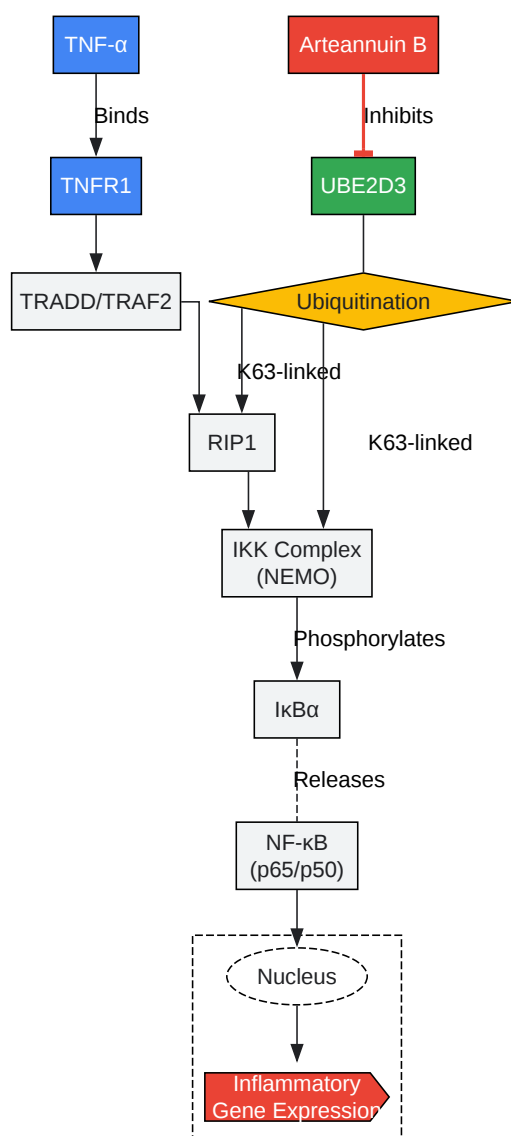 TNF-α
Arteannuin B
Binds
Inhibits
TNFR1
UBE2D3
TRADD/TRAF2
Ubiquitination
K63-linked
RIP1
K63-linked
IKK Complex
(NEMO)
Phosphorylates
IκBα
Releases
NF-κB
(p65/p50)
Nucleus
Inflammatory
Gene Expression